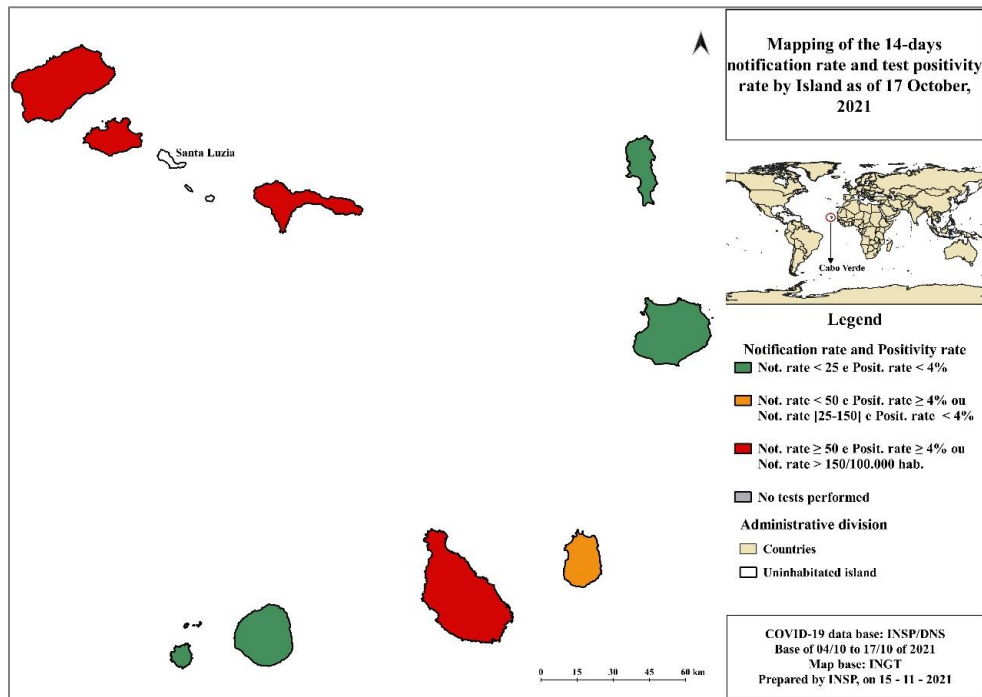 Mapping of the 14-days
notification rate and test positivity
rate by Island as of 17 October,
2021
Santa Luzia
Cabo Verde
Legend
Notification rate and Positivity rate
Not. rate < 25 e Posit. rate < 4%
Not. rate < 50 e Posit. rate ≥ 4% ou
Not. rate [25-150[ e Posit. rate < 4%
Not. rate ≥ 50 e Posit. rate ≥ 4% ou
Not. rate > 150/100.000 hab.
No tests performed
Administrative division
Countries
Uninhabitated island
0 15 30 45 60 km
COVID-19 data base: INSP/DNS
Base of 04/10 to 17/10 of 2021
Map base: INGT
Prepared by INSP, on 15 - 11 - 2021